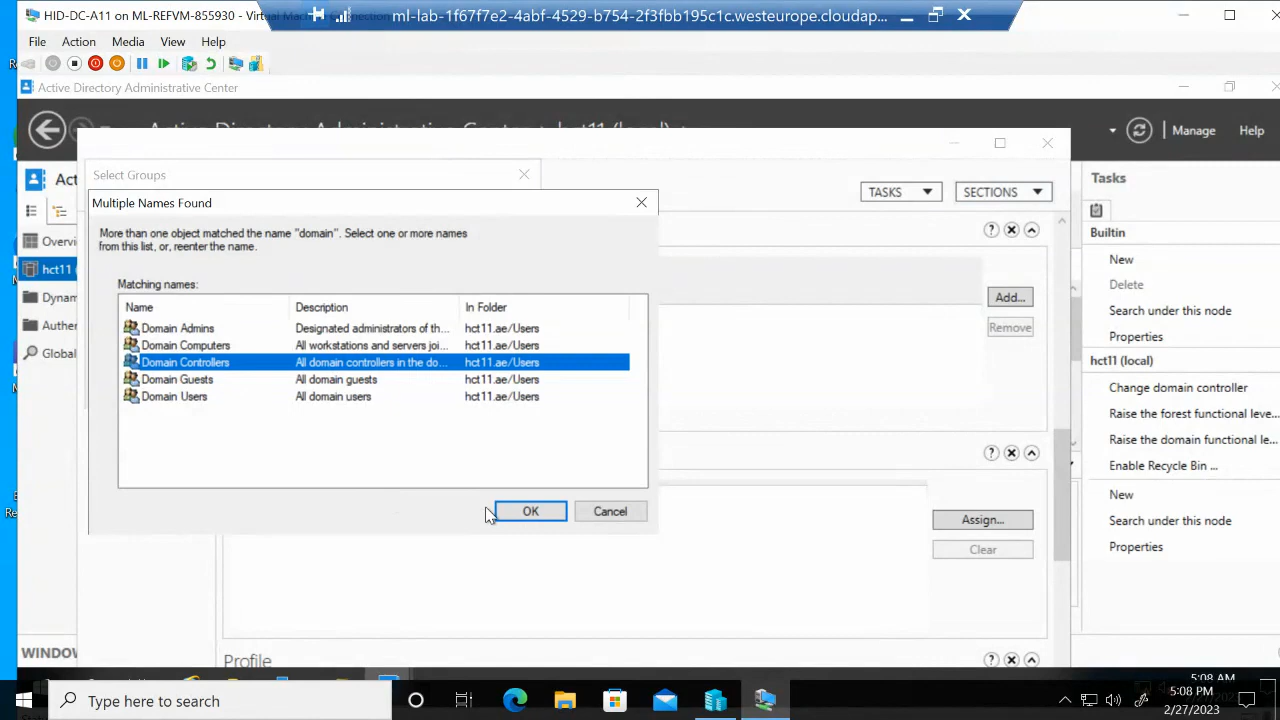 HID-DC-A11 on ML-REFVM-855930 - Virtual
ml-lab-1f67f7e2-4abf-4529-b754-2f3fbb195c1c.westeurope.cloudap...
File Action Media View Help
Active Directory Administrative Center
Manage Help
Select Groups
Act
TASKS SECTIONS
Tasks
Multiple Names Found
More than one object matched the name "domain". Select one or more names
from this list, or, reenter the name.
Matching names:
Name Description In Folder
Domain Admins Designated administrators of th... hct11.ae/Users
Domain Computers All workstations and servers joi... hct11.ae/Users
Domain Controllers All domain controllers in the do... hct11.ae/Users
Domain Guests All domain guests hct11.ae/Users
Domain Users All domain users hct11.ae/Users
OK Cancel
Overvi
hct11 (
Dynam
Authen
Global
Add...
Remove
Assign...
Clear
Profile
Builtin
New
Delete
Search under this node
Properties
hct11 (local)
Change domain controller
Raise the forest functional leve...
Raise the domain functional le...
Enable Recycle Bin ...
New
Search under this node
Properties
WINDOW
5:08 AM
Type here to search
5:08 PM
2/27/2023